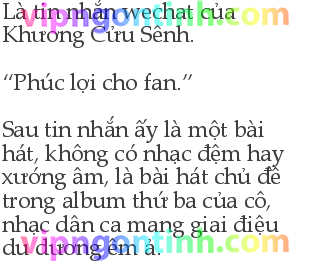 Là tin nhắn wechat của
Khương Cửu Sênh.
“Phúc lợi cho fan.”
Sau tin nhắn ấy là một bài
hát, không có nhạc đệm hay
xướng âm, là bài hát chủ đề
trong album thứ ba của cô,
nhạc dân ca mang giai điệu
du dương êm ả.
vipngontinh.com
vipngontinh.com